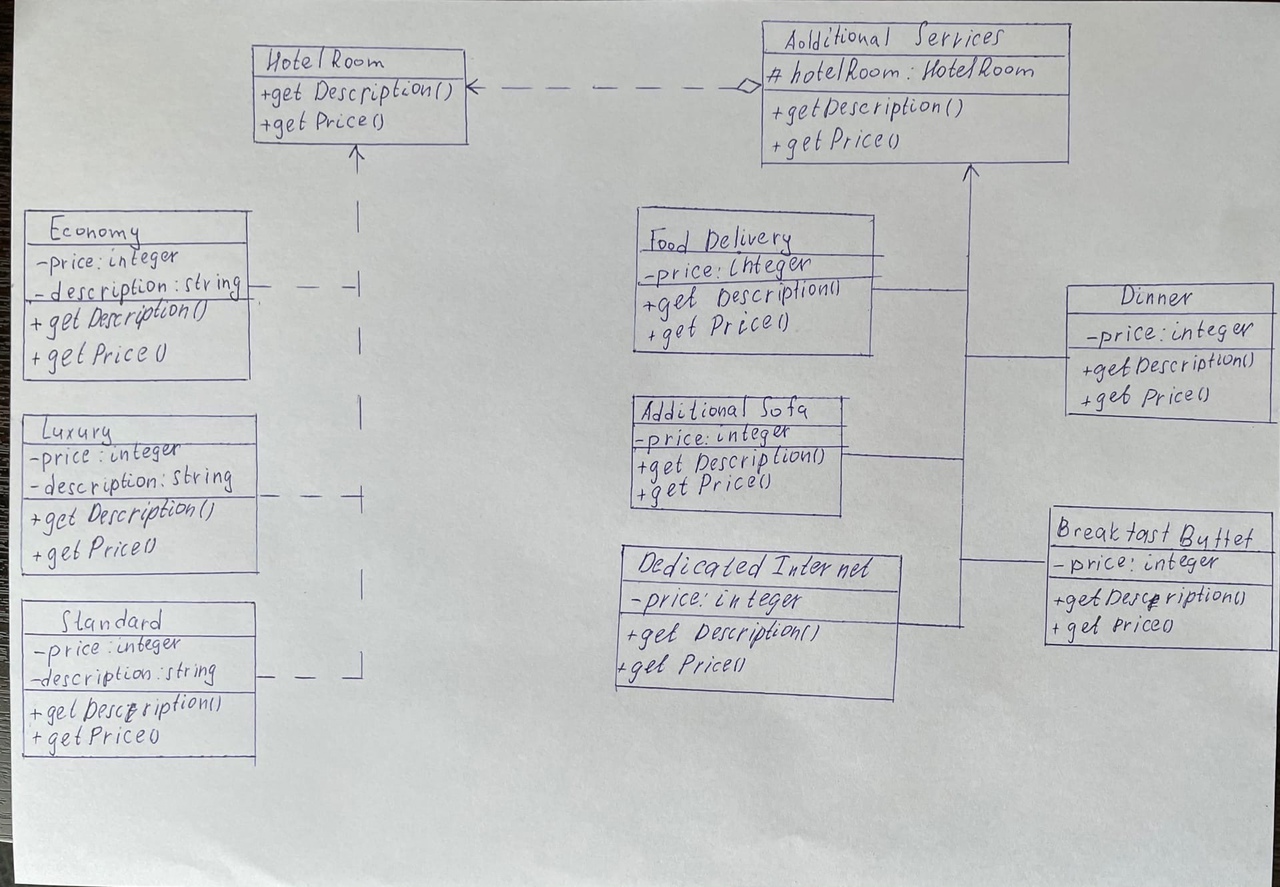 Hotel Room
+get Description()
+get Price()
Additional Services
# hotelRoom: HotelRoom
+getDescription()
+get Price()
Economy
-price: integer
-description: string
+ get Description()
+ get Price()
Luxury
-price: integer
-description: string
+get Description()
+get Price()
Standard
-price: integer
-description: string
+get Description()
+get Price()
Food Delivery
-price: integer
+get Description()
+get Price()
Additional Sofa
-price: integer
+get Description()
+get Price()
Dedicated Internet
-price: integer
+get Description()
+get Price()
Dinner
-price: integer
+get Description()
+get Price()
Breakfast Buffet
-price: integer
+getDescription()
+get Price()